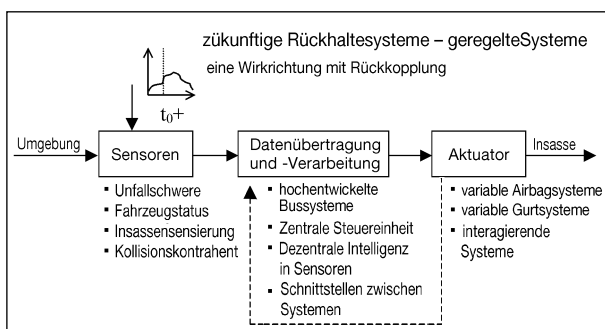 zükunftige Rückhaltesysteme – geregelteSysteme
eine Wirkrichtung mit Rückkopplung
t0+
Umgebung
Sensoren
Datenübertragung
und -Verarbeitung
Aktuator
Insasse
▪ Unfallschwere
▪ Fahrzeugstatus
▪ Insassensensierung
▪ Kollisionskontrahent
▪ hochentwickelte
Bussysteme
▪ Zentrale Steuereinheit
▪ Dezentrale Intelligenz
in Sensoren
▪ Schnittstellen zwischen
Systemen
▪ variable Airbagsysteme
▪ variable Gurtsysteme
▪ interagierende
Systeme